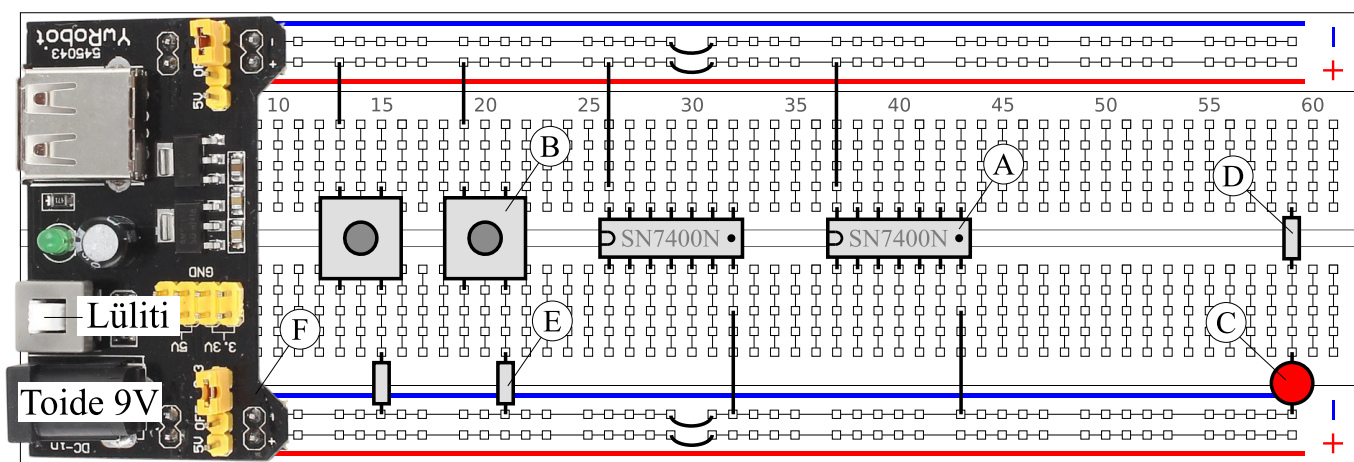 YwRobot
545043.
5V OFF
10 15 20 25 30 35 40 45 50 55 60
B
A
D
SN7400N
SN7400N
GND
Lüliti
F
E
C
5V 3.3V
Toide 9V
5V OFF 3
DC-in